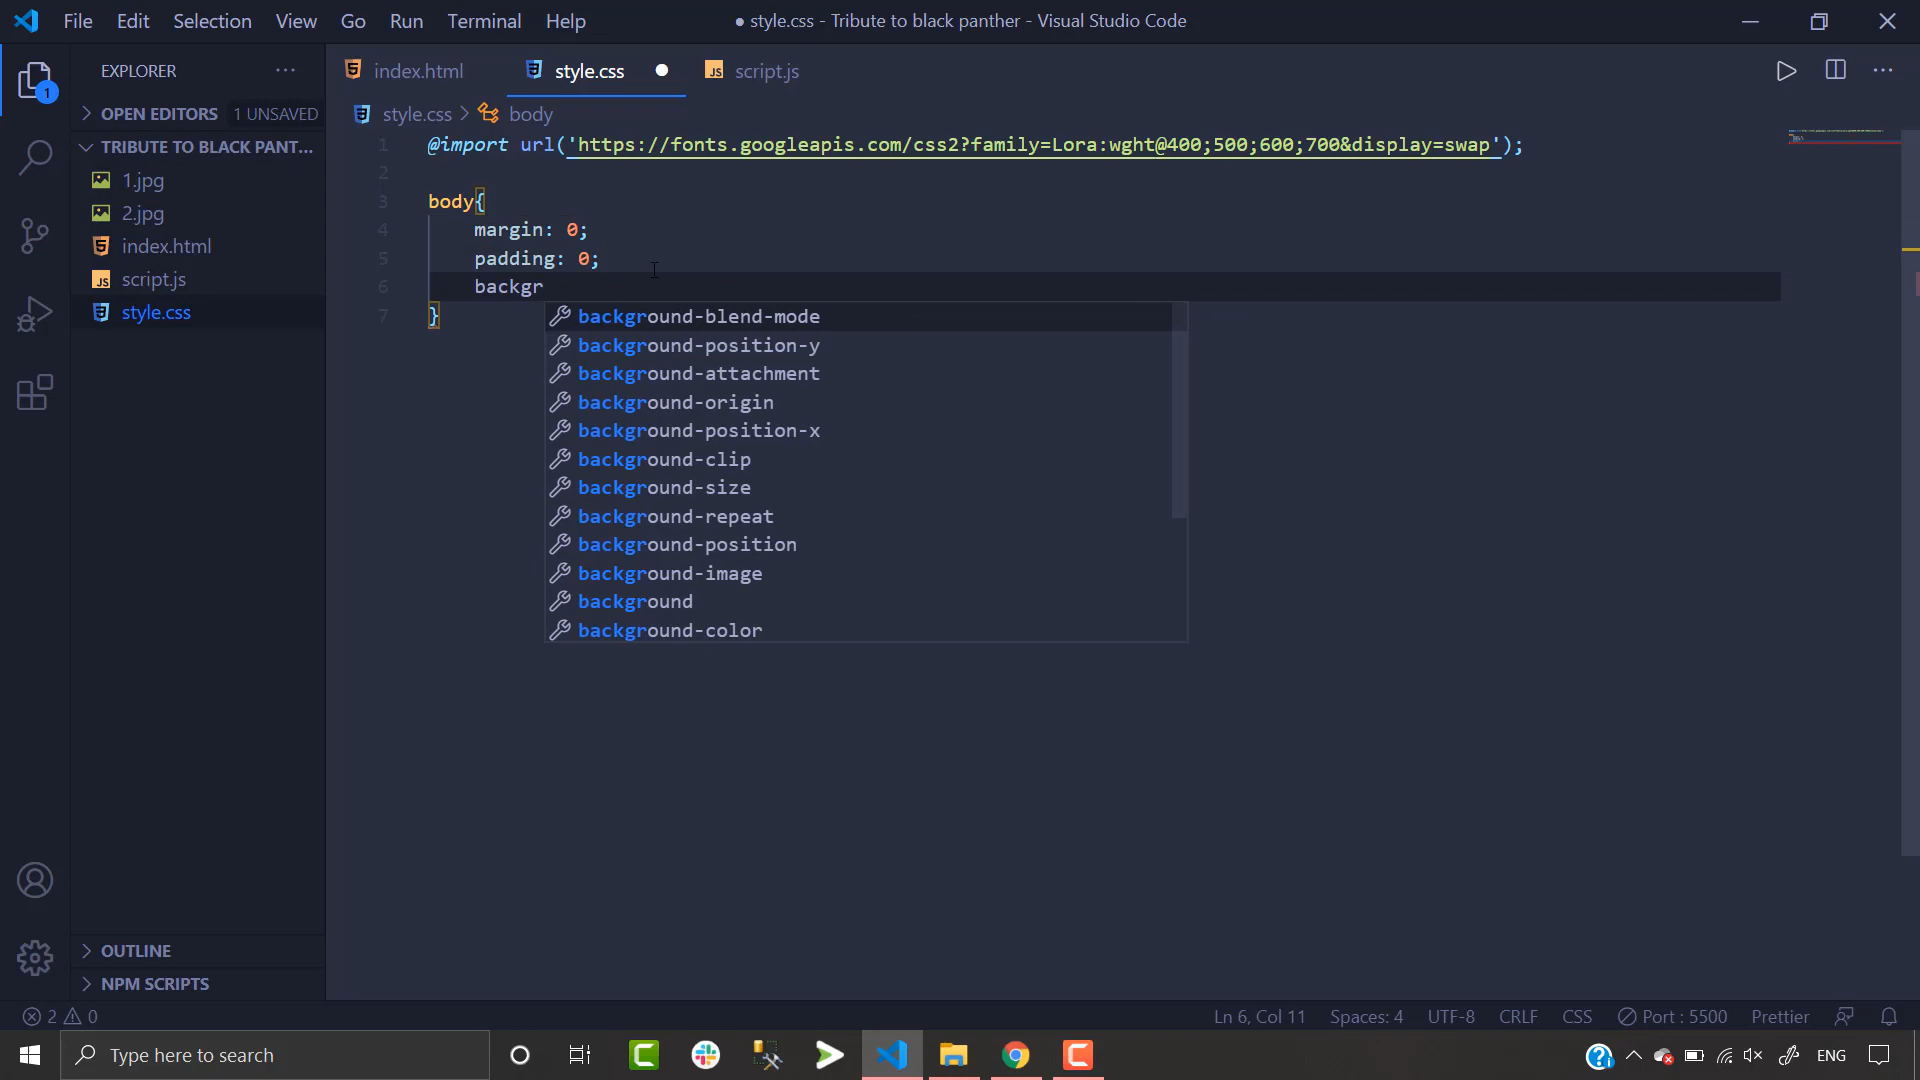 File Edit Selection View Go Run Terminal Help
● style.css - Tribute to black panther - Visual Studio Code
EXPLORER ···
1
OPEN EDITORS 1 UNSAVED
TRIBUTE TO BLACK PANT...
1.jpg
2.jpg
index.html
JS script.js
style.css
OUTLINE
NPM SCRIPTS
index.html style.css ● JS script.js
style.css > body
1 @import url('https://fonts.googleapis.com/css2?family=Lora:wght@400;500;600;700&display=swap');
2
3 body{
4 margin: 0;
5 padding: 0;
6 backgr
7 }
background-blend-mode
background-position-y
background-attachment
background-origin
background-position-x
background-clip
background-size
background-repeat
background-position
background-image
background
background-color
2 0 Ln 6, Col 11 Spaces: 4 UTF-8 CRLF CSS Port : 5500 Prettier
Type here to search
ENG